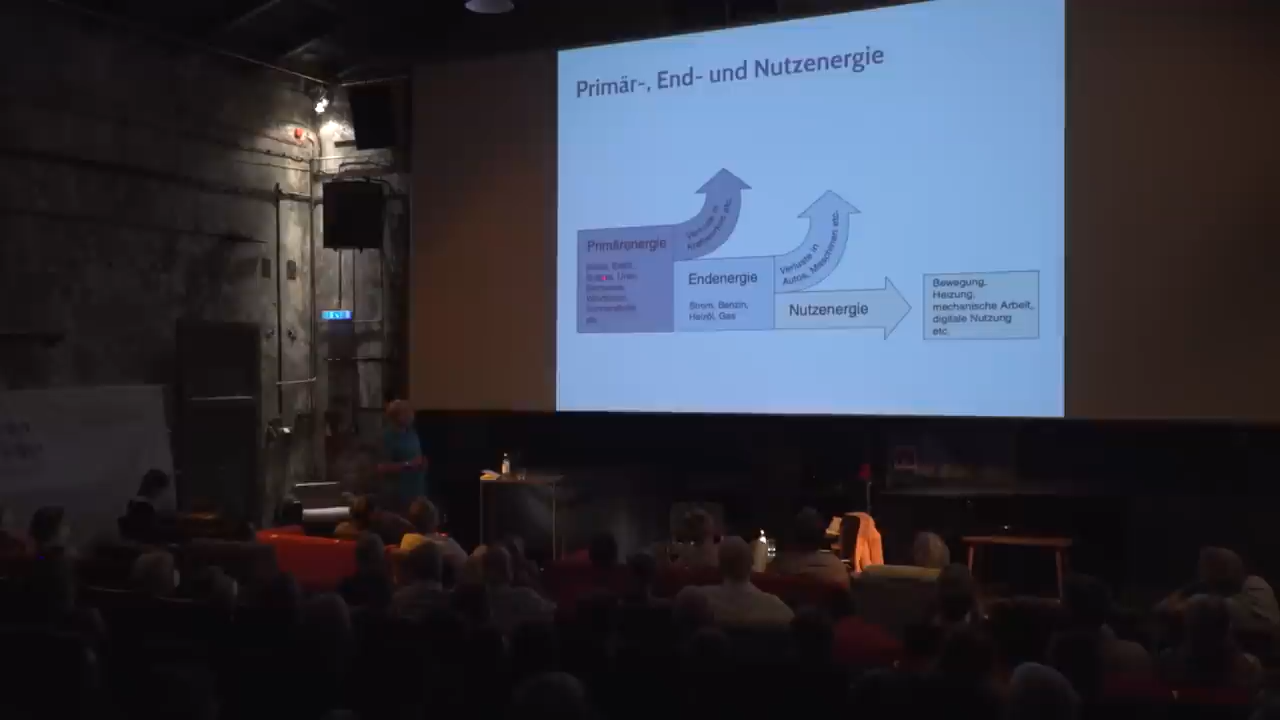 Primär-, End- und Nutzenergie
Primärenergie
Verluste in
Kraftwerken etc.
Endenergie
Strom, Benzin,
Heizöl, Gas
Verluste in
Autos, Maschinen etc.
Nutzenergie
Bewegung,
Heizung,
mechanische Arbeit,
digitale Nutzung
etc.